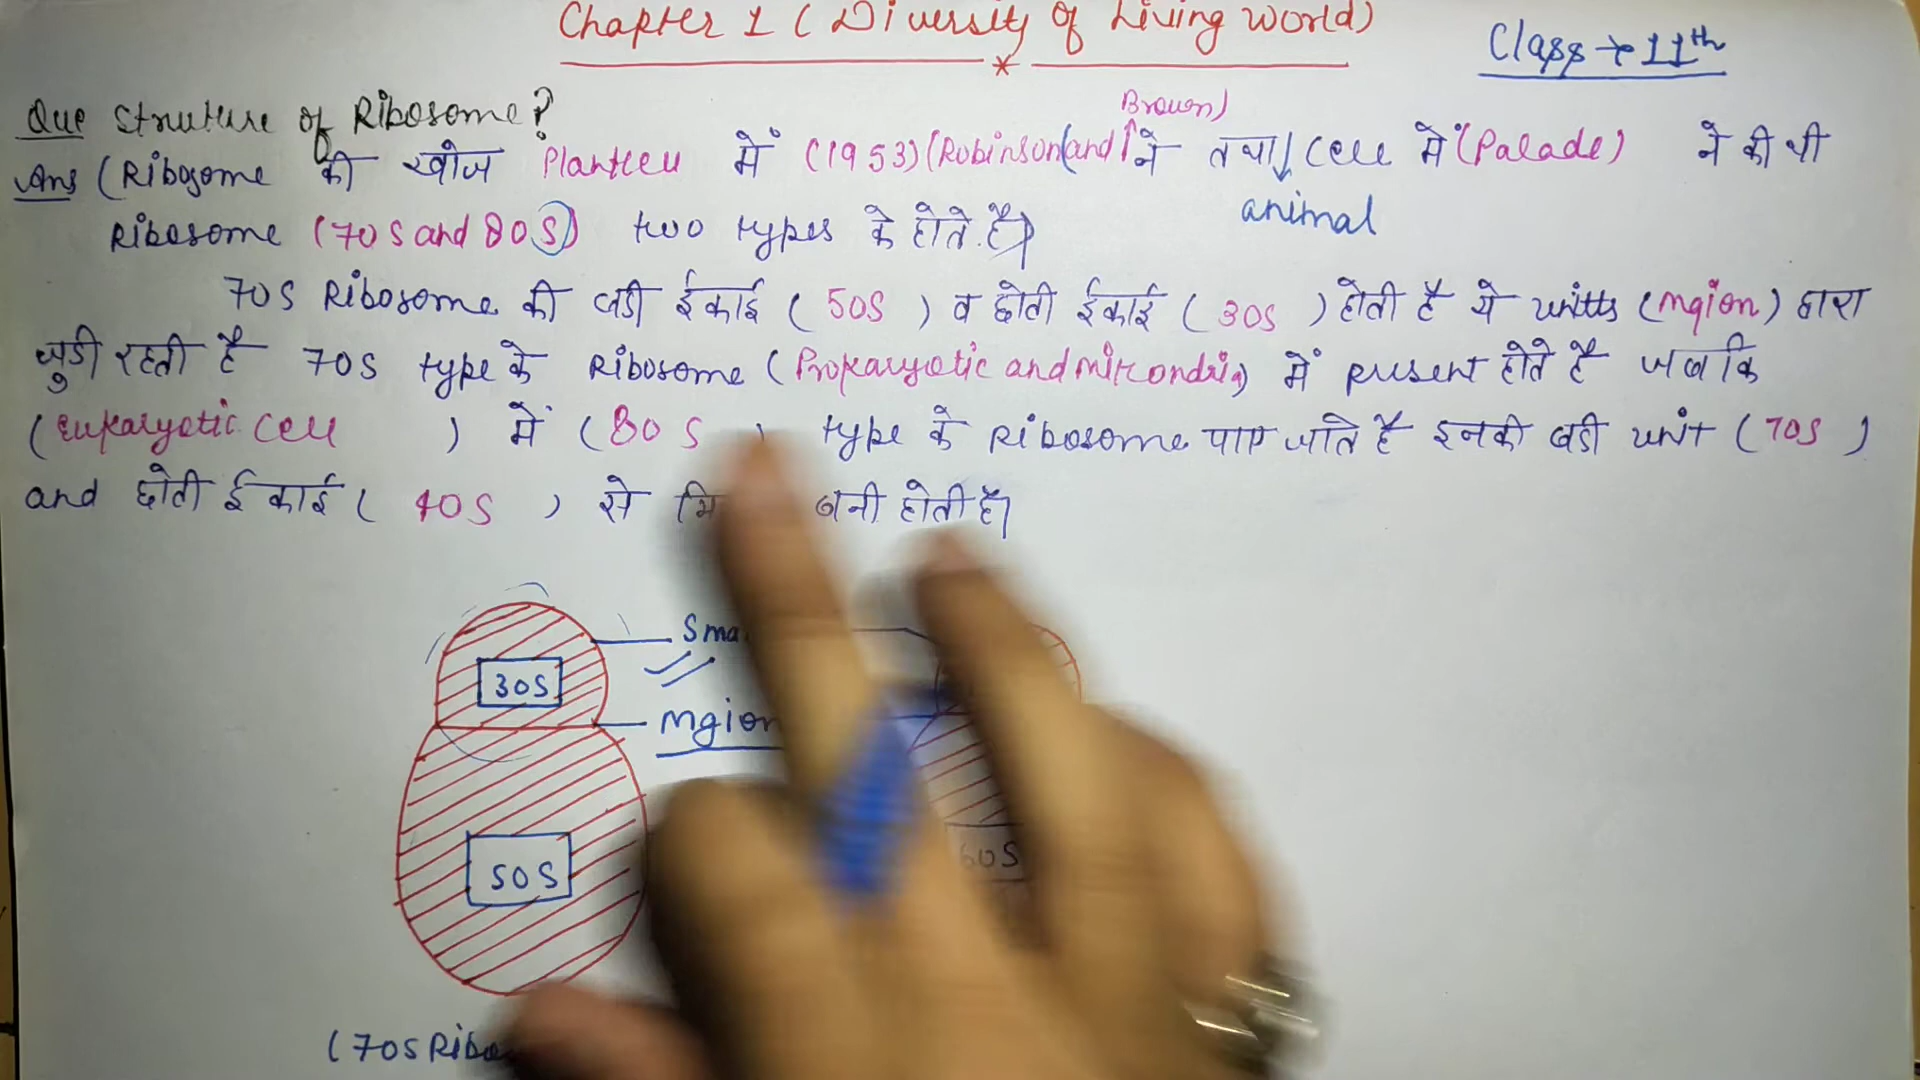 Chapter 1 ( Diversity of Living World)
Class → 11th
Que Struture of Ribosome?
Brown)
Ans (Ribosome की खोज Plantcell में (1953) (Robinson(and ने तथा Cell में (Palade) ने की थी
animal
Ribosome (70S and 80S) two types के होते है)
70S Ribosome की बडी ईकाई ( 50S ) व छोती ईकाई ( 30S ) होती है ये units (mgion) द्वारा
जुडी रहती है 70S type के Ribosome (Prokaryotic and mitcondria) में present होते है जबकि
(Eukaryotic Cell ) में (80 S ) type के Ribosome पाए जाते है इनकी बडी unit (70S )
and छोती ईकाई ( 40S ) से बनी होती है।
30S
mgion
50S
60S
(70S